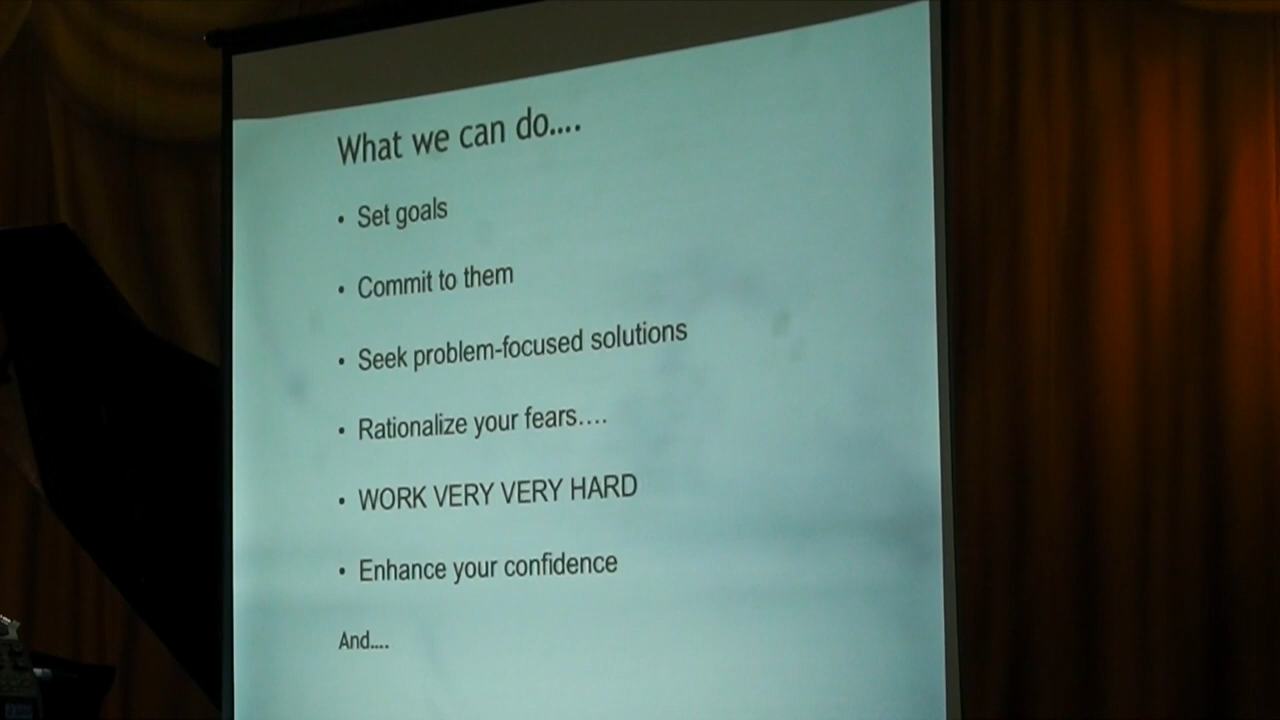 What we can do....
• Set goals
• Commit to them
• Seek problem-focused solutions
• Rationalize your fears....
• WORK VERY VERY HARD
• Enhance your confidence
And....